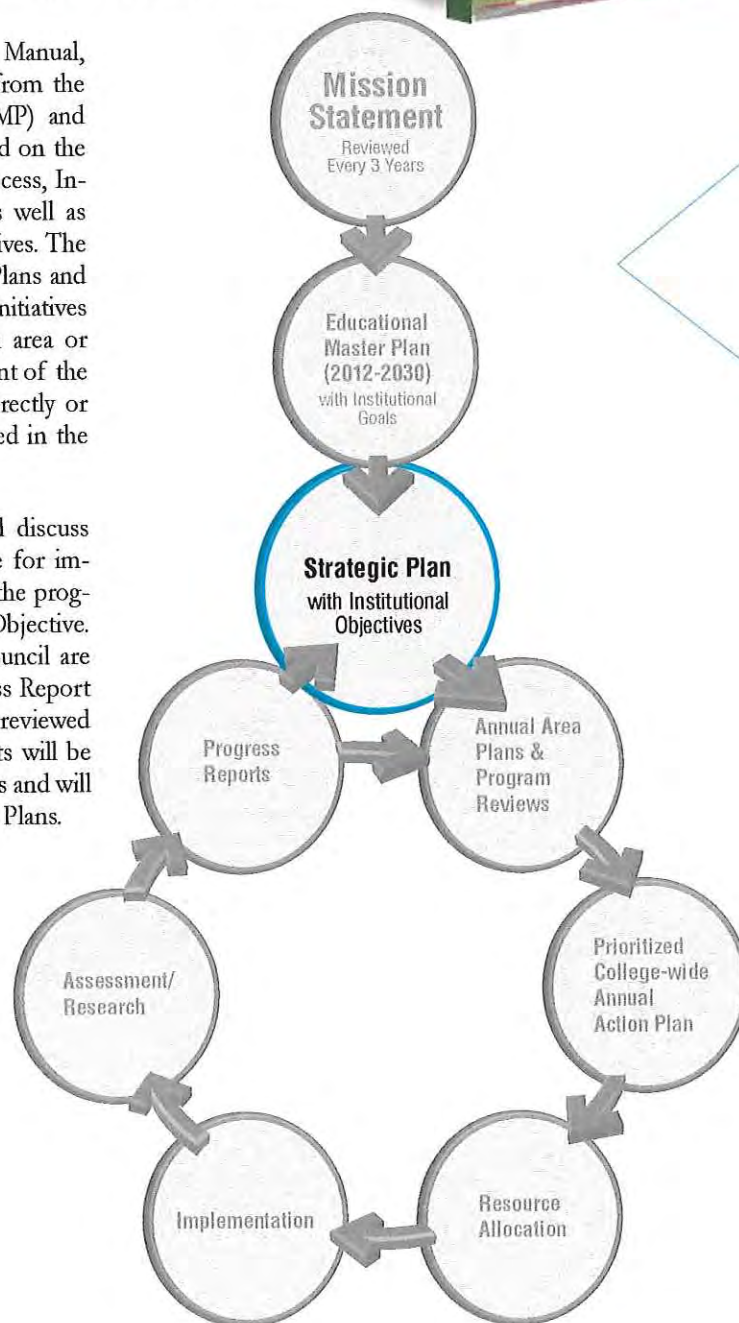 Manual,
from the
MP) and
d on the
cess, In-
s well as
ives. The
Plans and
nitiatives
area or
nt of the
rectly or
ed in the
discuss
e for im-
the prog-
Objective.
uncil are
ss Report
reviewed
ts will be
s and will
Plans.
Mission
Statement
Reviewed
Every 3 Years
Educational
Master Plan
(2012-2030)
with Institutional
Goals
Strategic Plan
with Institutional
Objectives
Progress
Reports
Annual Area
Plans &
Program
Reviews
Assessment/
Research
Prioritized
College-wide
Annual
Action Plan
Implementation
Resource
Allocation